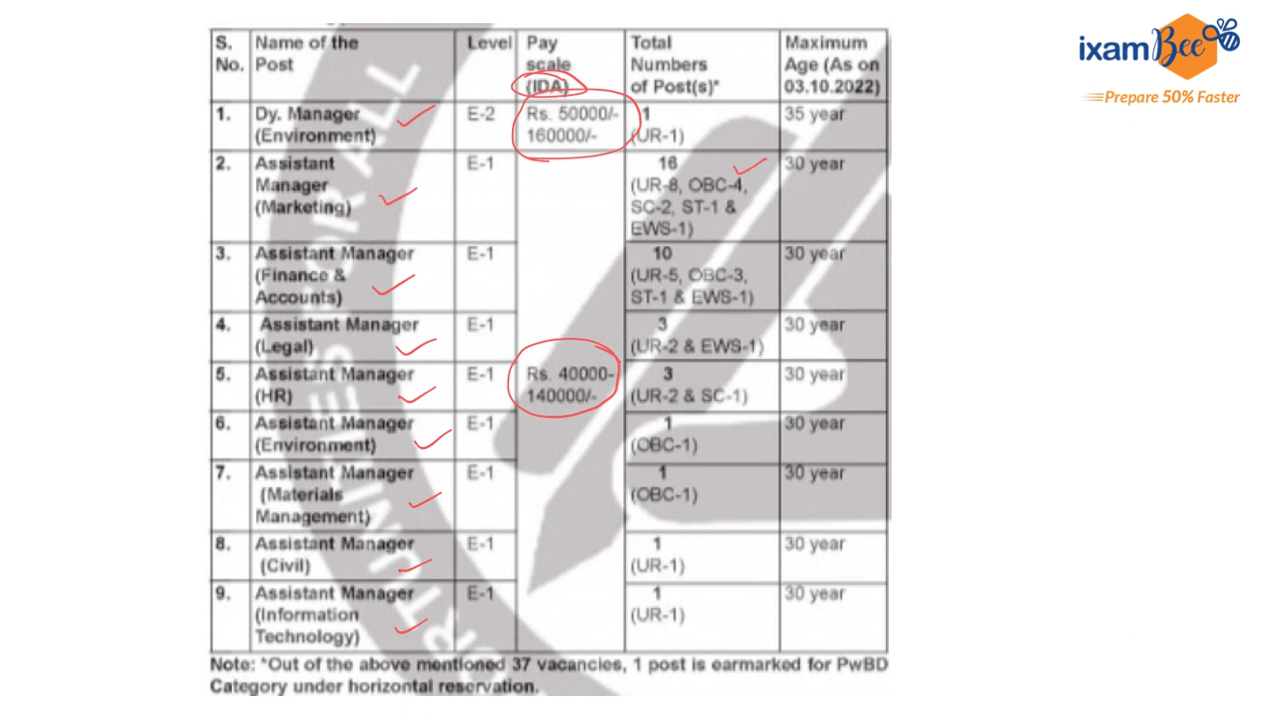 S. No. Name of the Post Level Pay scale (IDA) Total Numbers of Post(s)* Maximum Age (As on 03.10.2022)
1. Dy. Manager (Environment) E-2 Rs. 50000/- 160000/- 1 (UR-1) 35 year
2. Assistant Manager (Marketing) E-1 16 (UR-8, OBC-4, SC-2, ST-1 & EWS-1) 30 year
3. Assistant Manager (Finance & Accounts) E-1 10 (UR-5, OBC-3, ST-1 & EWS-1) 30 year
4. Assistant Manager (Legal) E-1 3 (UR-2 & EWS-1) 30 year
5. Assistant Manager (HR) E-1 Rs. 40000- 140000/- 3 (UR-2 & SC-1) 30 year
6. Assistant Manager (Environment) E-1 1 (OBC-1) 30 year
7. Assistant Manager (Materials Management) E-1 1 (OBC-1) 30 year
8. Assistant Manager (Civil) E-1 1 (UR-1) 30 year
9. Assistant Manager (Information Technology) E-1 1 (UR-1) 30 year
Note: *Out of the above mentioned 37 vacancies, 1 post is earmarked for PwBD
Category under horizontal reservation.
ixamBee
Prepare 50% Faster